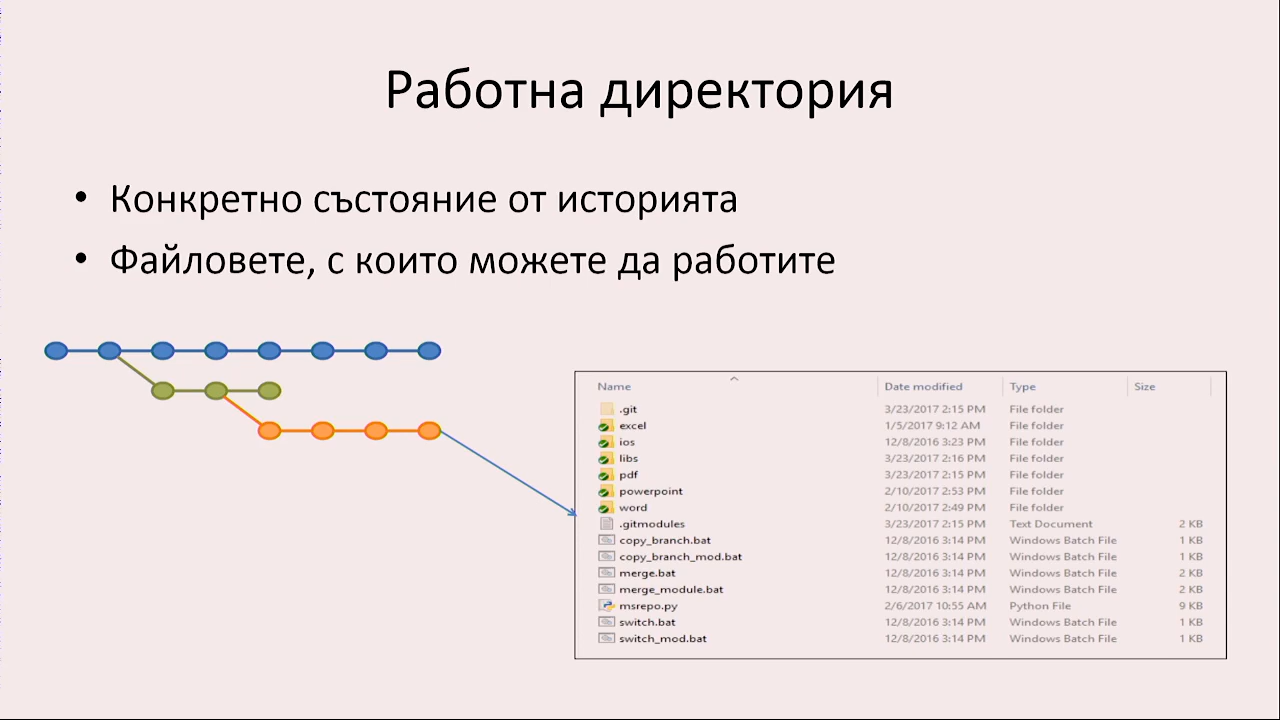 Работна директория
• Конкретно състояние от историята
• Файловете, с които можете да работите
Name Date modified Type Size
.git 3/23/2017 2:15 PM File folder
excel 1/5/2017 9:12 AM File folder
ios 12/8/2016 3:23 PM File folder
libs 3/23/2017 2:16 PM File folder
pdf 3/23/2017 2:15 PM File folder
powerpoint 2/10/2017 2:53 PM File folder
word 2/10/2017 2:49 PM File folder
.gitmodules 3/23/2017 2:15 PM Text Document 2 KB
copy_branch.bat 12/8/2016 3:14 PM Windows Batch File 1 KB
copy_branch_mod.bat 12/8/2016 3:14 PM Windows Batch File 1 KB
merge.bat 12/8/2016 3:14 PM Windows Batch File 2 KB
merge_module.bat 12/8/2016 3:14 PM Windows Batch File 2 KB
msrepo.py 2/6/2017 10:55 AM Python File 9 KB
switch.bat 12/8/2016 3:14 PM Windows Batch File 1 KB
switch_mod.bat 12/8/2016 3:14 PM Windows Batch File 1 KB